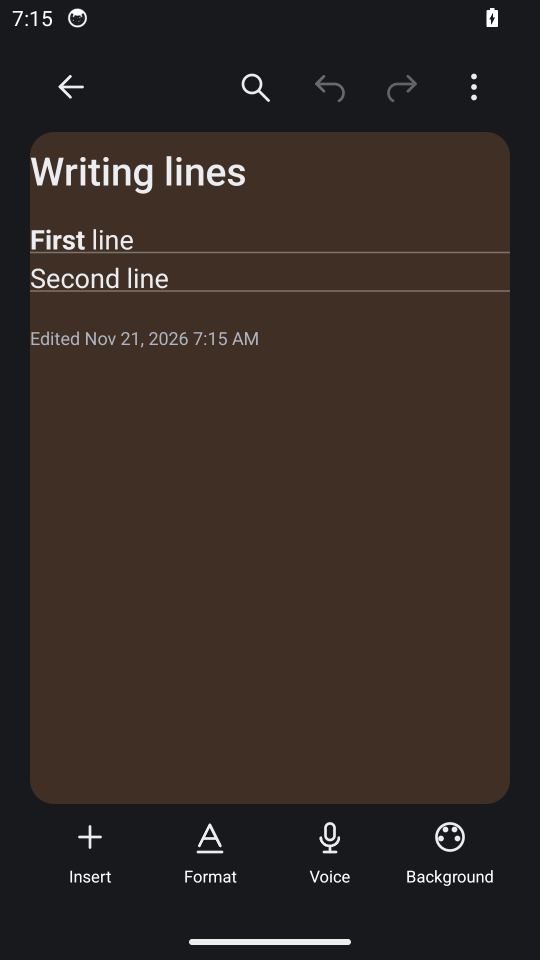 7:15
Writing lines
First line
Second line
Edited Nov 21, 2026 7:15 AM
Insert
Format
Voice
Background